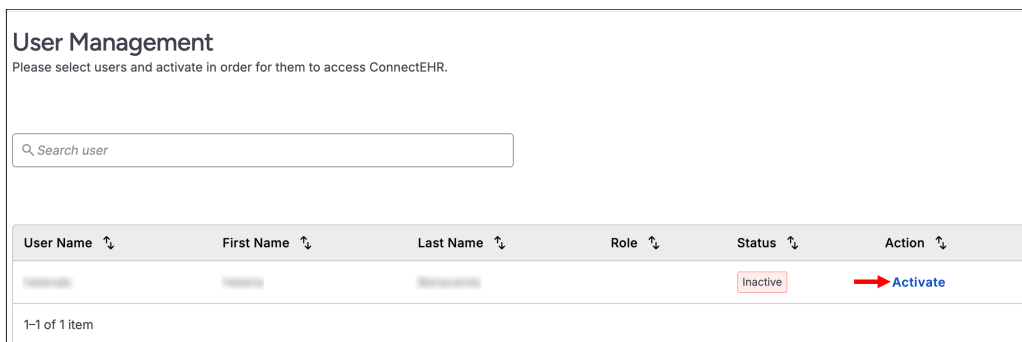 User Management
Please select users and activate in order for them to access ConnectEHR.
Search user
User Name First Name Last Name Role Status Action
Inactive Activate
1–1 of 1 item